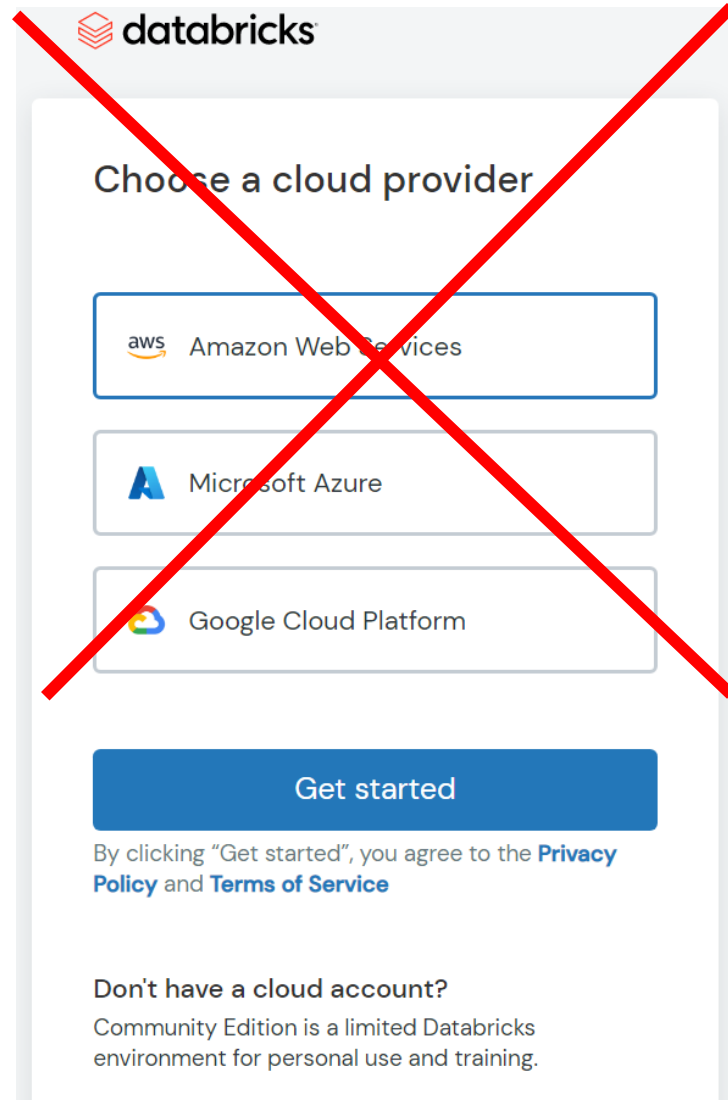 databricks
Choose a cloud provider
aws Amazon Web Services
Microsoft Azure
Google Cloud Platform
Get started
By clicking “Get started”, you agree to the Privacy
Policy and Terms of Service
Don't have a cloud account?
Community Edition is a limited Databricks
environment for personal use and training.